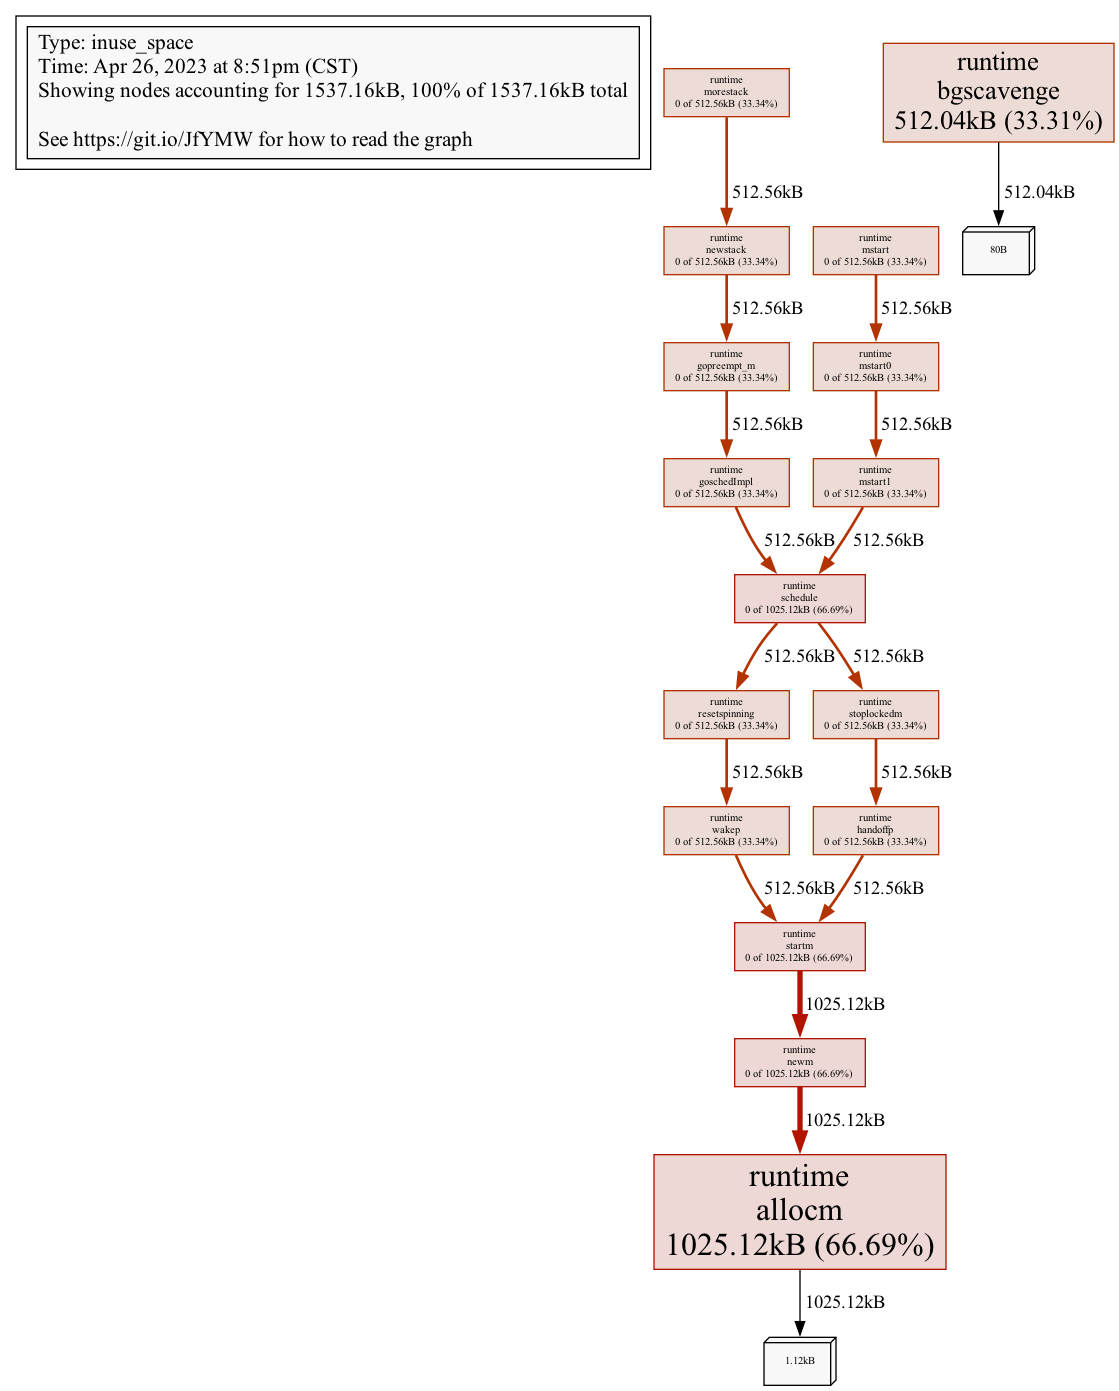 Type: inuse_space
Time: Apr 26, 2023 at 8:51pm (CST)
Showing nodes accounting for 1537.16kB, 100% of 1537.16kB total
See https://git.io/JfYMW for how to read the graph
runtime
morestack
0 of 512.56kB (33.34%)
runtime
bgscavenge
512.04kB (33.31%)
512.56kB
512.04kB
runtime
newstack
0 of 512.56kB (33.34%)
runtime
mstart
0 of 512.56kB (33.34%)
80B
512.56kB
512.56kB
runtime
gopreempt_m
0 of 512.56kB (33.34%)
runtime
mstart0
0 of 512.56kB (33.34%)
512.56kB
512.56kB
runtime
goschedImpl
0 of 512.56kB (33.34%)
runtime
mstart1
0 of 512.56kB (33.34%)
512.56kB
512.56kB
runtime
schedule
0 of 1025.12kB (66.69%)
512.56kB
512.56kB
runtime
resetspinning
0 of 512.56kB (33.34%)
runtime
stoplockedm
0 of 512.56kB (33.34%)
512.56kB
512.56kB
runtime
wakep
0 of 512.56kB (33.34%)
runtime
handoffp
0 of 512.56kB (33.34%)
512.56kB
512.56kB
runtime
startm
0 of 1025.12kB (66.69%)
1025.12kB
runtime
newm
0 of 1025.12kB (66.69%)
1025.12kB
runtime
allocm
1025.12kB (66.69%)
1025.12kB
1.12kB